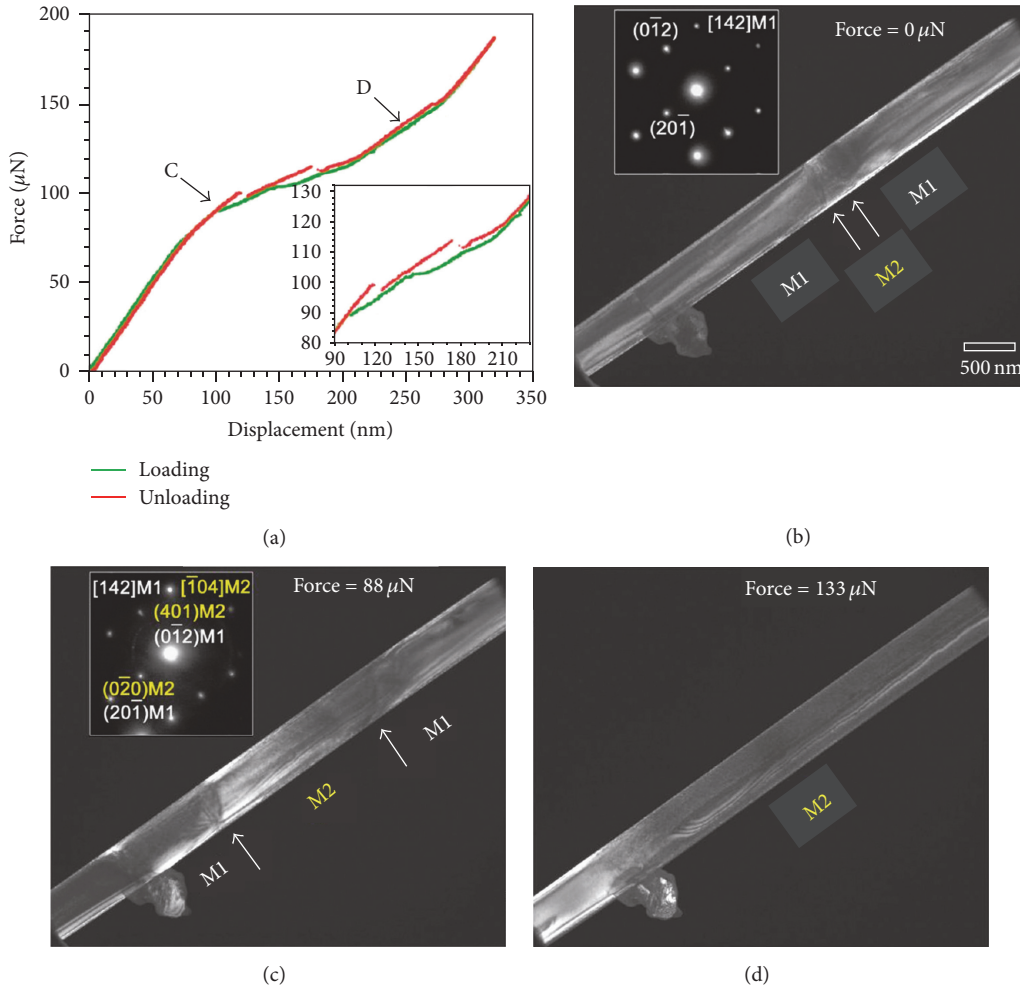 200
150
100
50
0
Force (μN)
C
D
130
120
110
100
90
80
90 120 150 180 210
0 50 100 150 200 250 300 350
Displacement (nm)
Loading
Unloading
(a)
(01̄2)
[142]M1
(201̄)
Force = 0 μN
M1
M2
M1
500 nm
(b)
[142]M1 [1̄04]M2
(401)M2
(01̄2)M1
(02̄0)M2
(201̄)M1
Force = 88 μN
M1
M2
M1
(c)
Force = 133 μN
M2
(d)